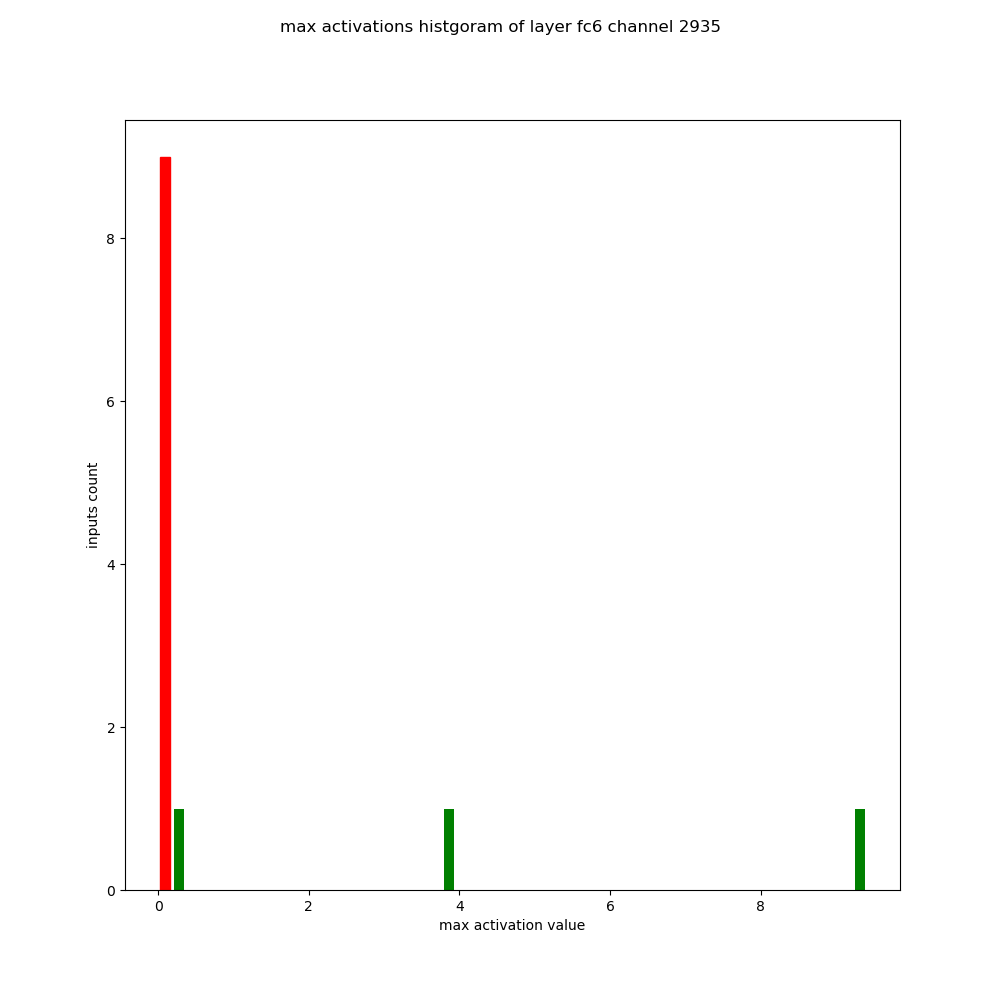 max activations histgoram of layer fc6 channel 2935
8
6
4
2
0
inputs count
0 2 4 6 8
max activation value